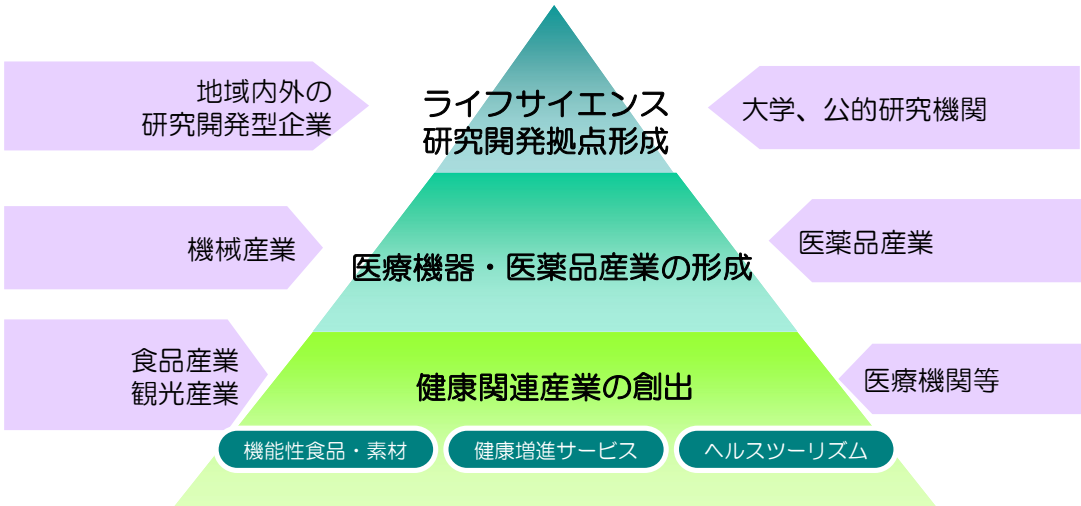 地域内外の
研究開発型企業
ライフサイエンス
研究開発拠点形成
大学、公的研究機関
機械産業
医療機器・医薬品産業の形成
医薬品産業
食品産業
観光産業
健康関連産業の創出
医療機関等
機能性食品・素材
健康増進サービス
ヘルスツーリズム